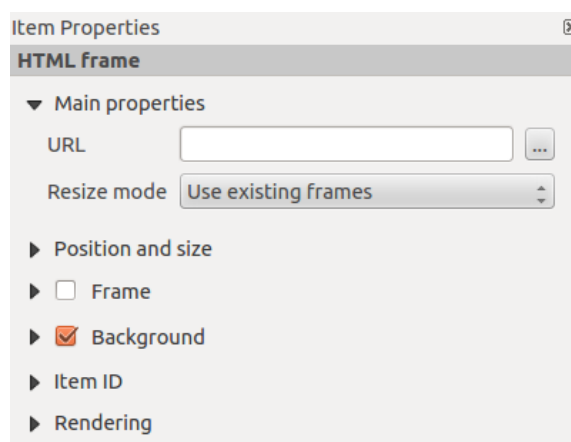 Item Properties
HTML frame
Main properties
URL
...
Resize mode Use existing frames
Position and size
Frame
Background
Item ID
Rendering